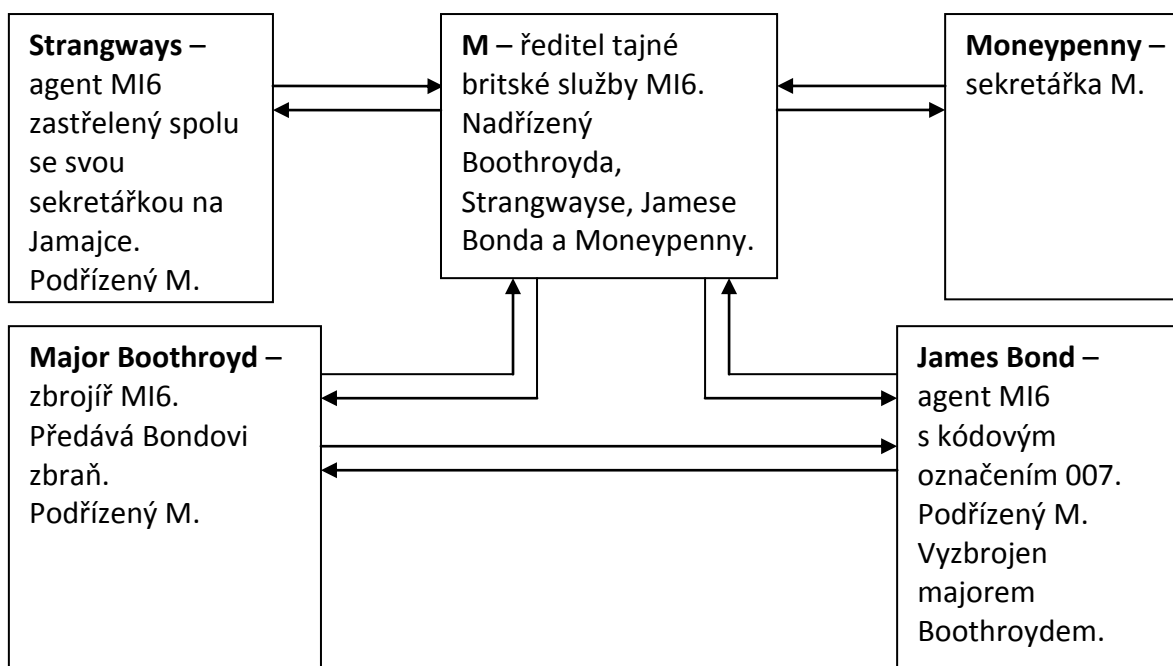 Strangways –
agent MI6
zastřelený spolu
se svou
sekretářkou na
Jamajce.
Podřízený M.
M – ředitel tajné
britské služby MI6.
Nadřízený
Boothroyda,
Strangwayse, Jamese
Bonda a Moneypenny.
Moneypenny –
sekretářka M.
Major Boothroyd –
zbrojíř MI6.
Předává Bondovi
zbraň.
Podřízený M.
James Bond –
agent MI6
s kódovým
označením 007.
Podřízený M.
Vyzbrojen
majorem
Boothroydem.